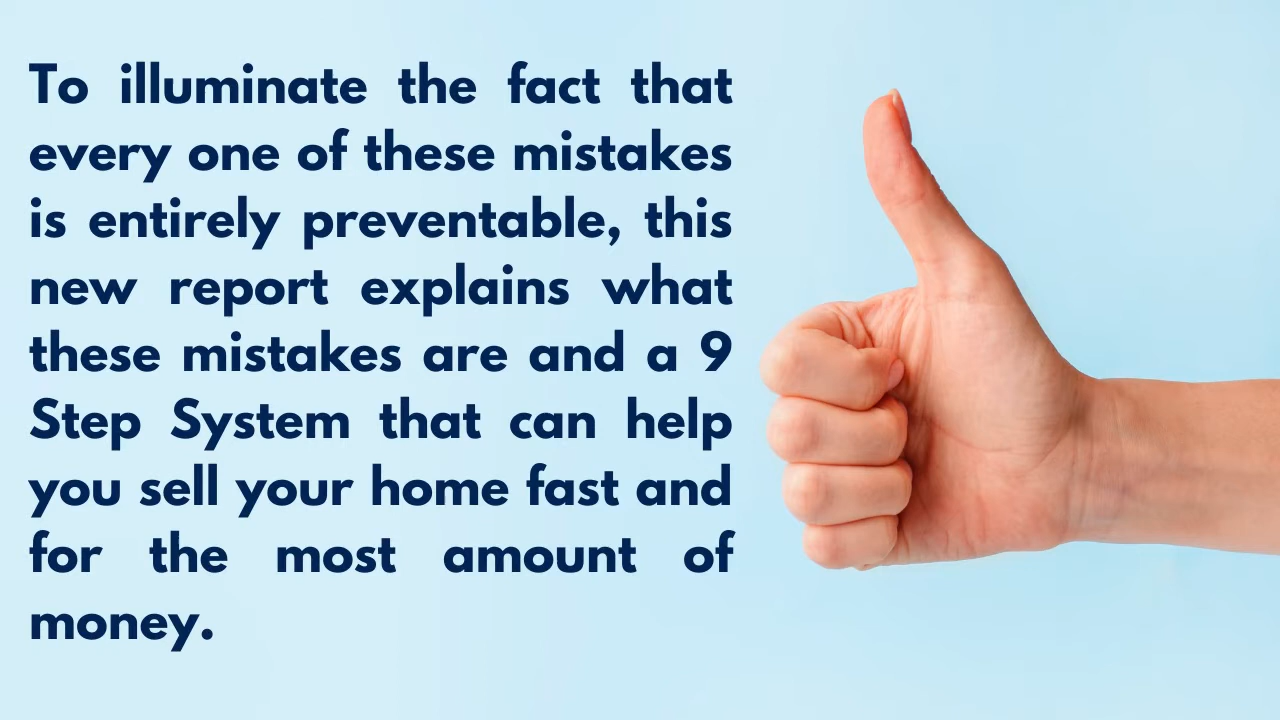 To illuminate the fact that
every one of these mistakes
is entirely preventable, this
new report explains what
these mistakes are and a 9
Step System that can help
you sell your home fast and
for the most amount of
money.